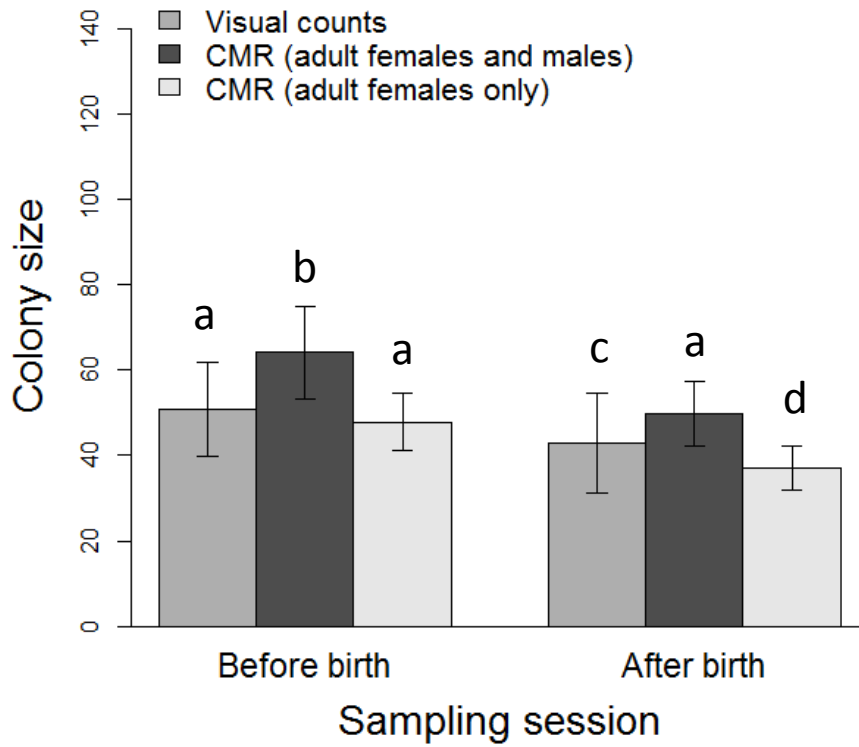 Visual counts
CMR (adult females and males)
CMR (adult females only)
Colony size
140
120
100
80
60
40
20
0
a
b
a
c
a
d
Before birth
After birth
Sampling session